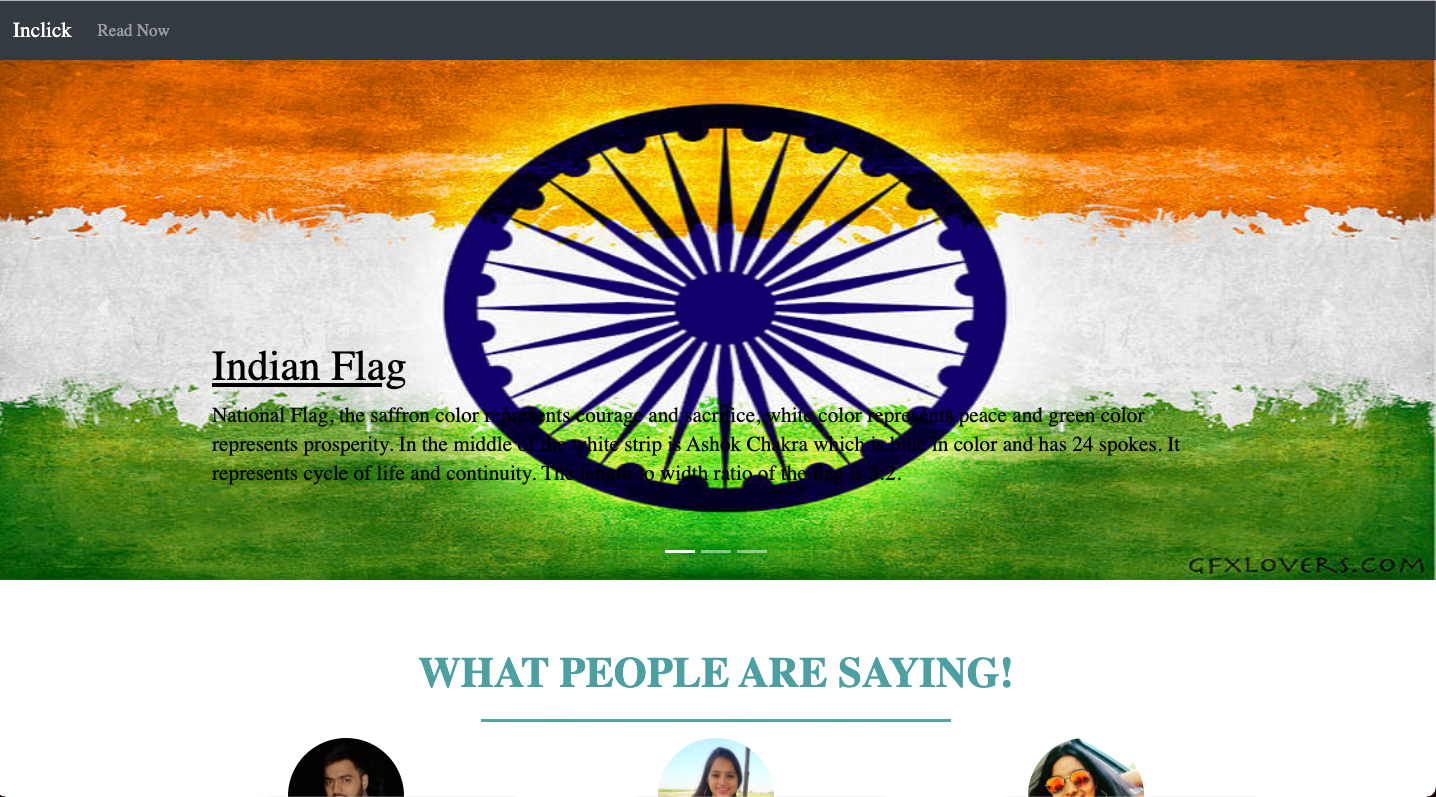 Inclick Read Now
Indian Flag
National Flag, the saffron color represents courage and sacrifice, white color represents peace and green color
represents prosperity. In the middle of the white strip is Ashok Chakra which is blue in color and has 24 spokes. It
represents cycle of life and continuity. The length to width ratio of the flag is 3:2.
GFXLOVERS.COM
WHAT PEOPLE ARE SAYING!